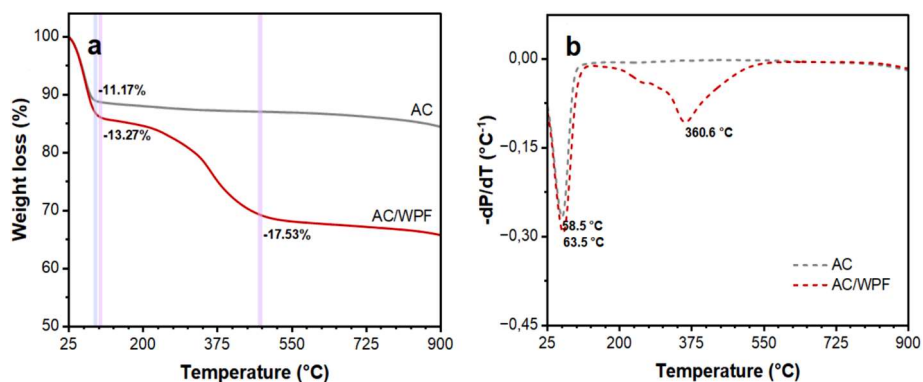 a
100
90
80
70
60
50
Weight loss (%)
-11.17%
-13.27%
-17.53%
AC
AC/WPF
25
200
375
550
725
900
Temperature (°C)
b
0,00
−0,15
−0,30
−0,45
-dP/dT (°C⁻¹)
360.6 °C
58.5 °C
63.5 °C
AC
AC/WPF
25
200
375
550
725
900
Temperature (°C)